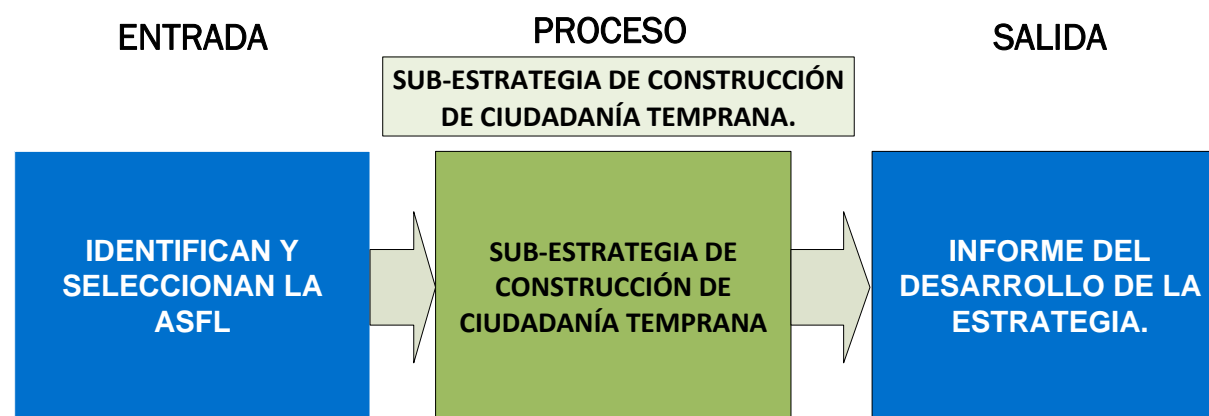 ENTRADA
PROCESO
SALIDA
SUB-ESTRATEGIA DE CONSTRUCCIÓN
DE CIUDADANÍA TEMPRANA.
IDENTIFICAN Y
SELECCIONAN LA
ASFL
SUB-ESTRATEGIA DE
CONSTRUCCIÓN DE
CIUDADANÍA TEMPRANA
INFORME DEL
DESARROLLO DE LA
ESTRATEGIA.